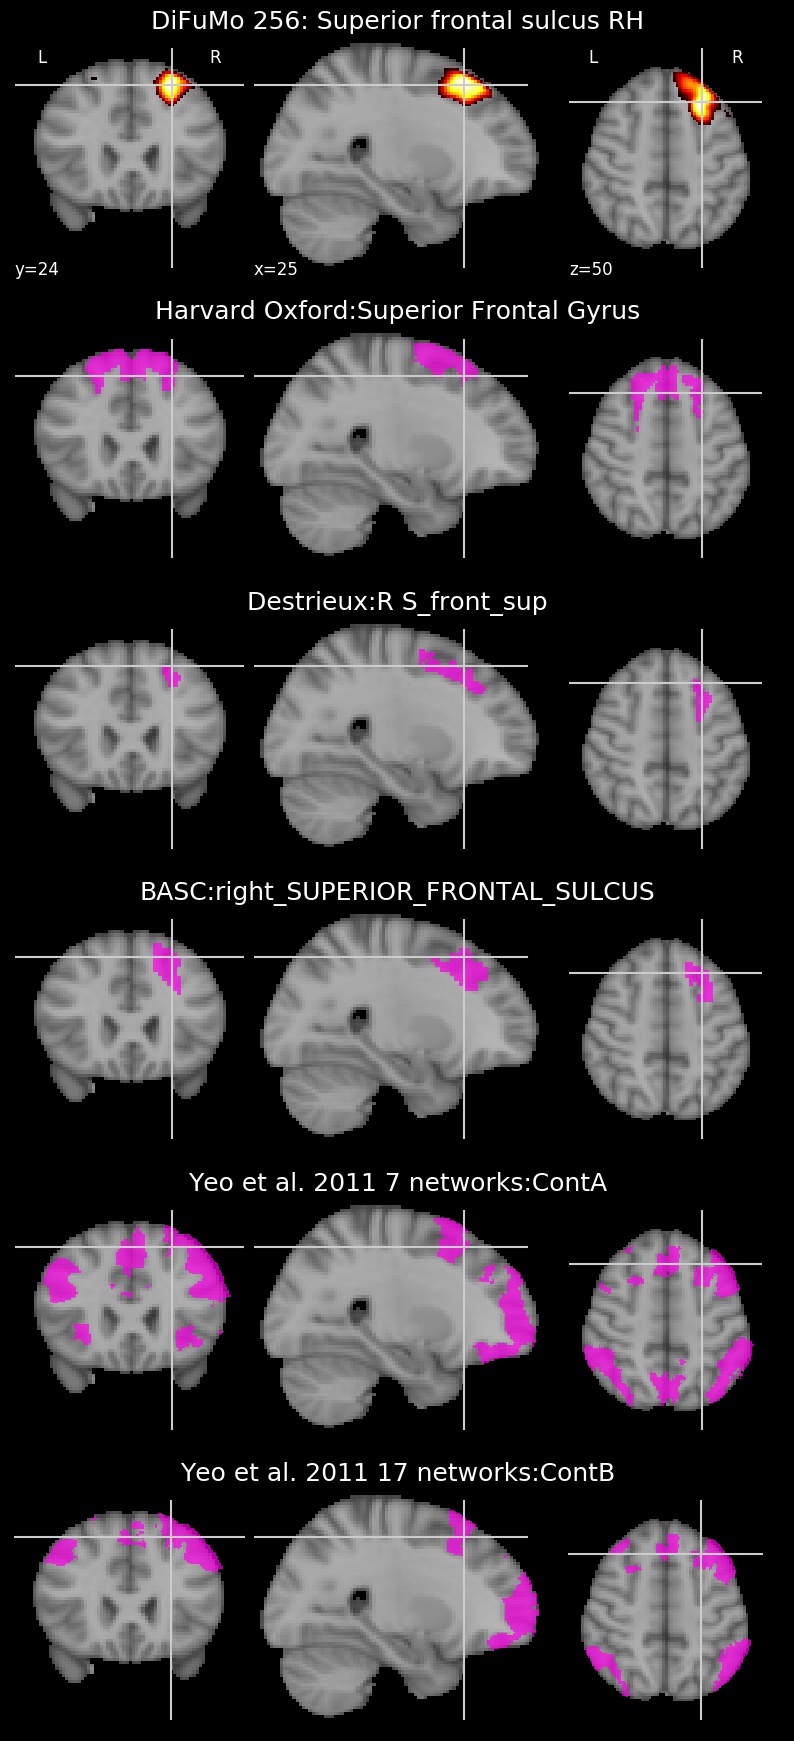 DiFuMo 256: Superior frontal sulcus RH
L R L R
y=24 x=25 z=50
Harvard Oxford:Superior Frontal Gyrus
Destrieux:R S_front_sup
BASC:right_SUPERIOR_FRONTAL_SULCUS
Yeo et al. 2011 7 networks:ContA
Yeo et al. 2011 17 networks:ContB